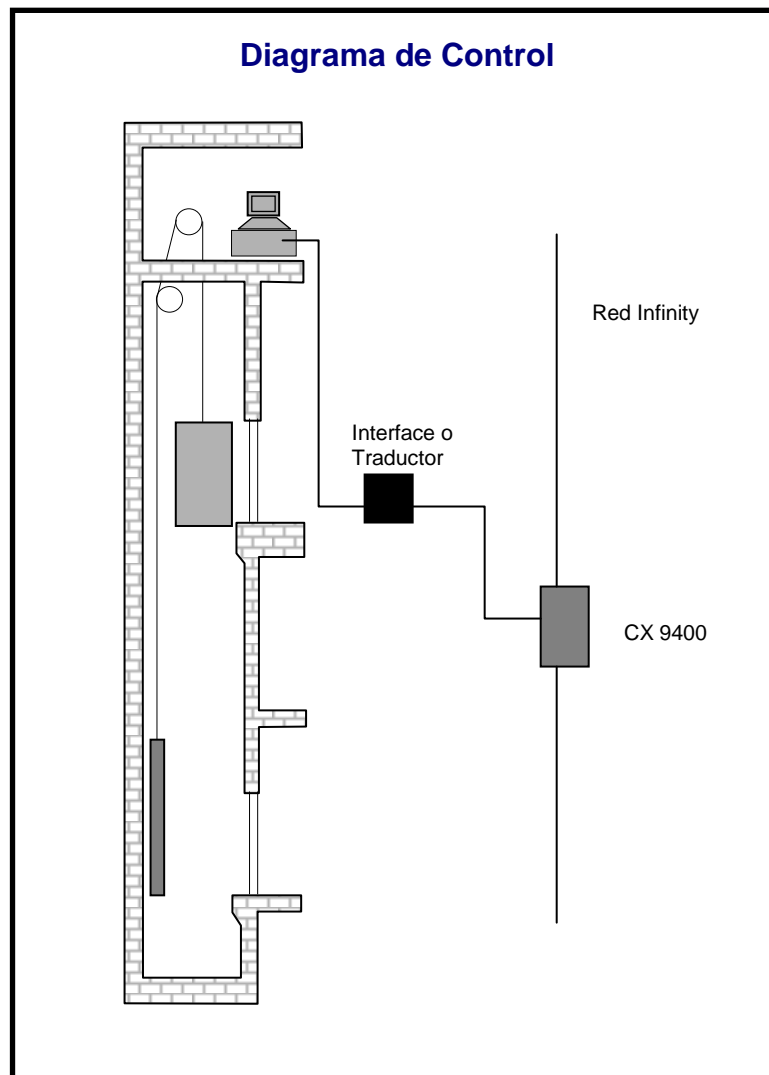 Diagrama de Control
Red Infinity
Interface o
Traductor
CX 9400